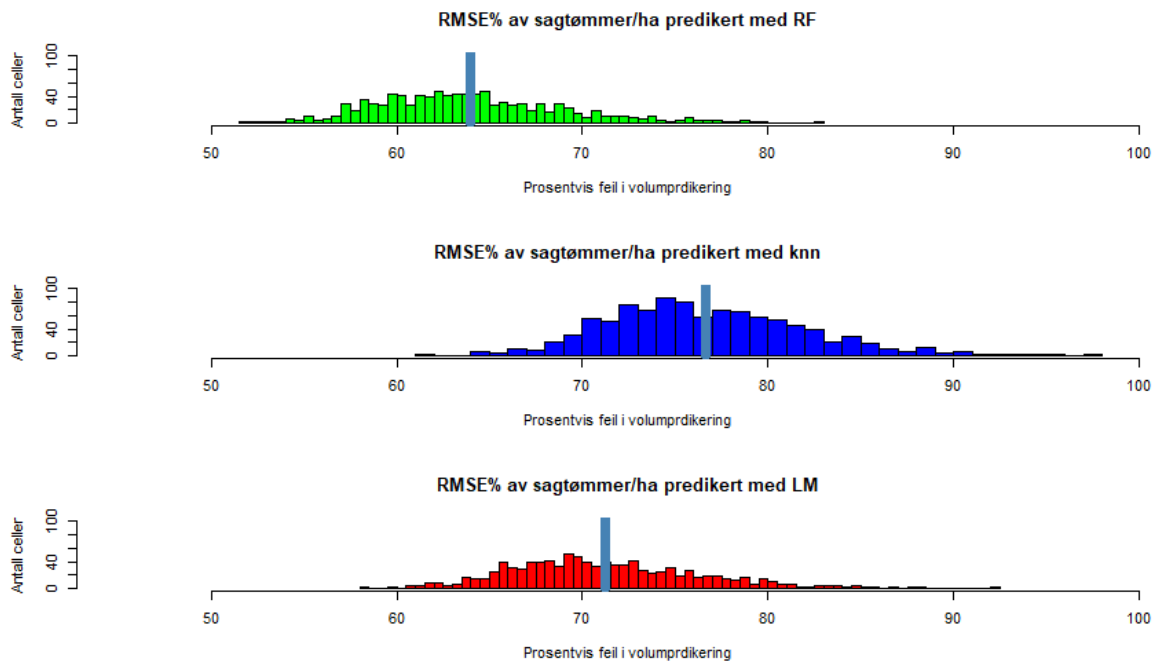 RMSE% av sagtømmer/ha predikert med RF
Antall celler
0 40 100
50 60 70 80 90 100
Prosentvis feil i volumprdikering
RMSE% av sagtømmer/ha predikert med knn
Antall celler
0 40 100
50 60 70 80 90 100
Prosentvis feil i volumprdikering
RMSE% av sagtømmer/ha predikert med LM
Antall celler
0 40 100
50 60 70 80 90 100
Prosentvis feil i volumprdikering